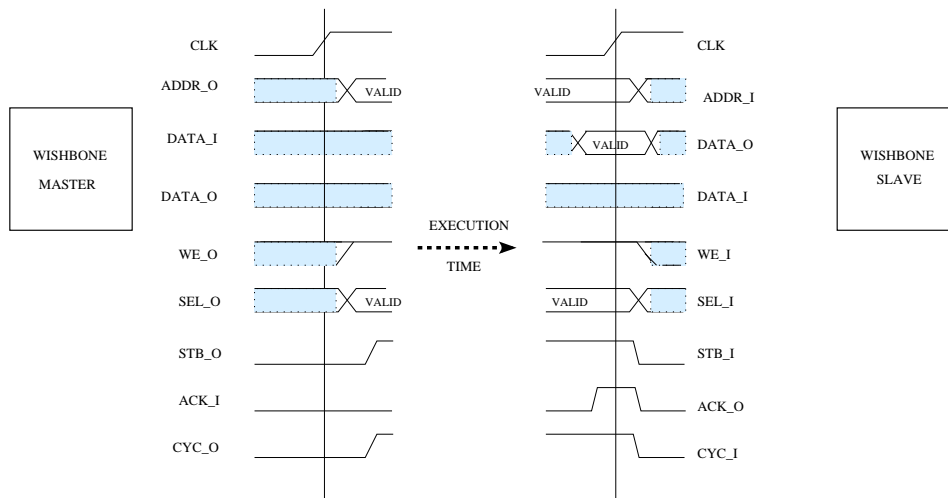 CLK
CLK
ADDR_O
VALID
VALID
ADDR_I
DATA_I
VALID
DATA_O
WISHBONE
MASTER
WISHBONE
SLAVE
DATA_O
DATA_I
EXECUTION
TIME
WE_O
WE_I
SEL_O
VALID
VALID
SEL_I
STB_O
STB_I
ACK_I
ACK_O
CYC_O
CYC_I